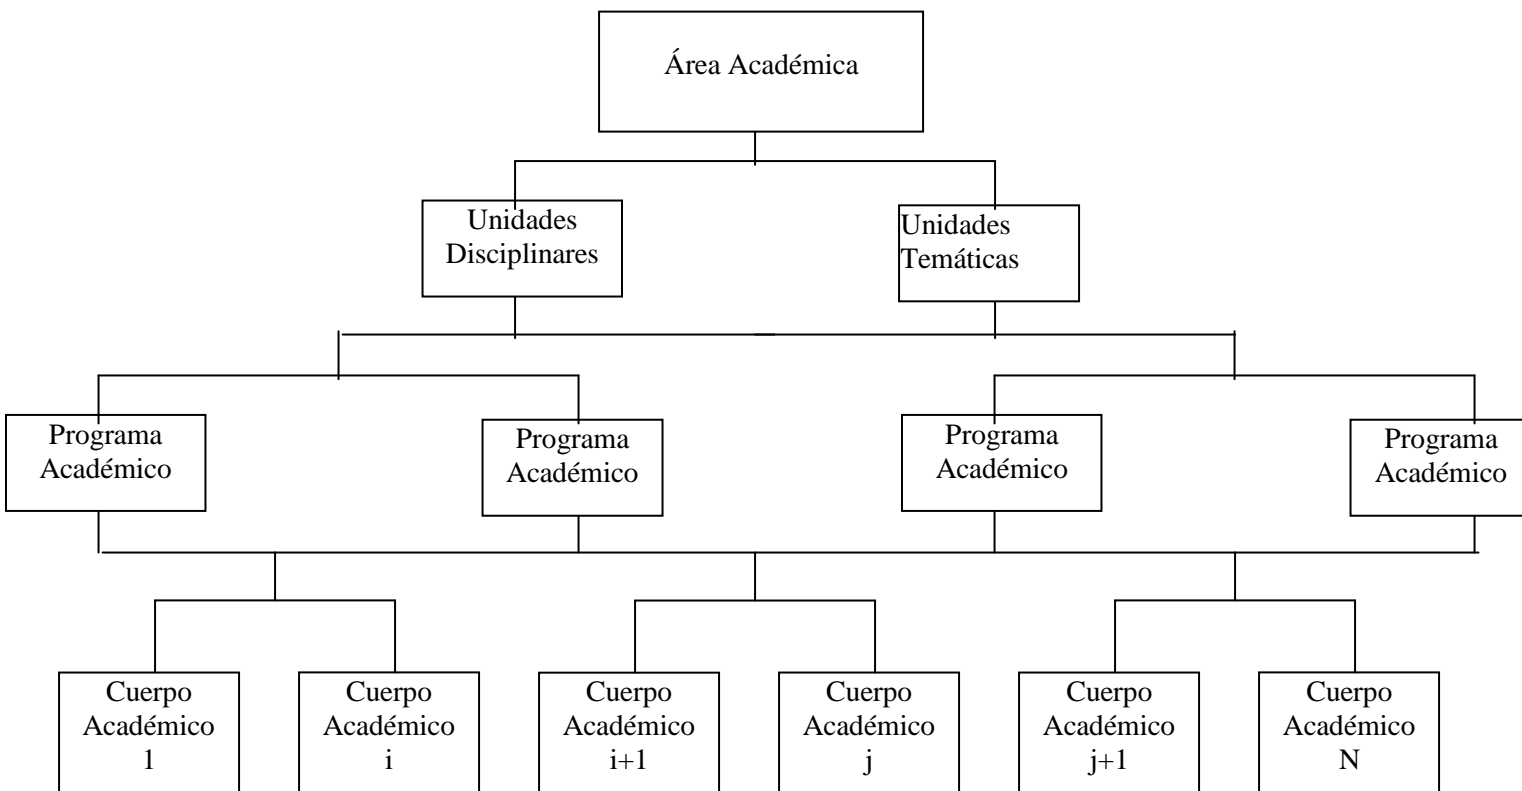 Área Académica
Unidades
Disciplinares
Unidades
Temáticas
Programa
Académico
Programa
Académico
Programa
Académico
Programa
Académico
Cuerpo
Académico
1
Cuerpo
Académico
i
Cuerpo
Académico
i+1
Cuerpo
Académico
j
Cuerpo
Académico
j+1
Cuerpo
Académico
N